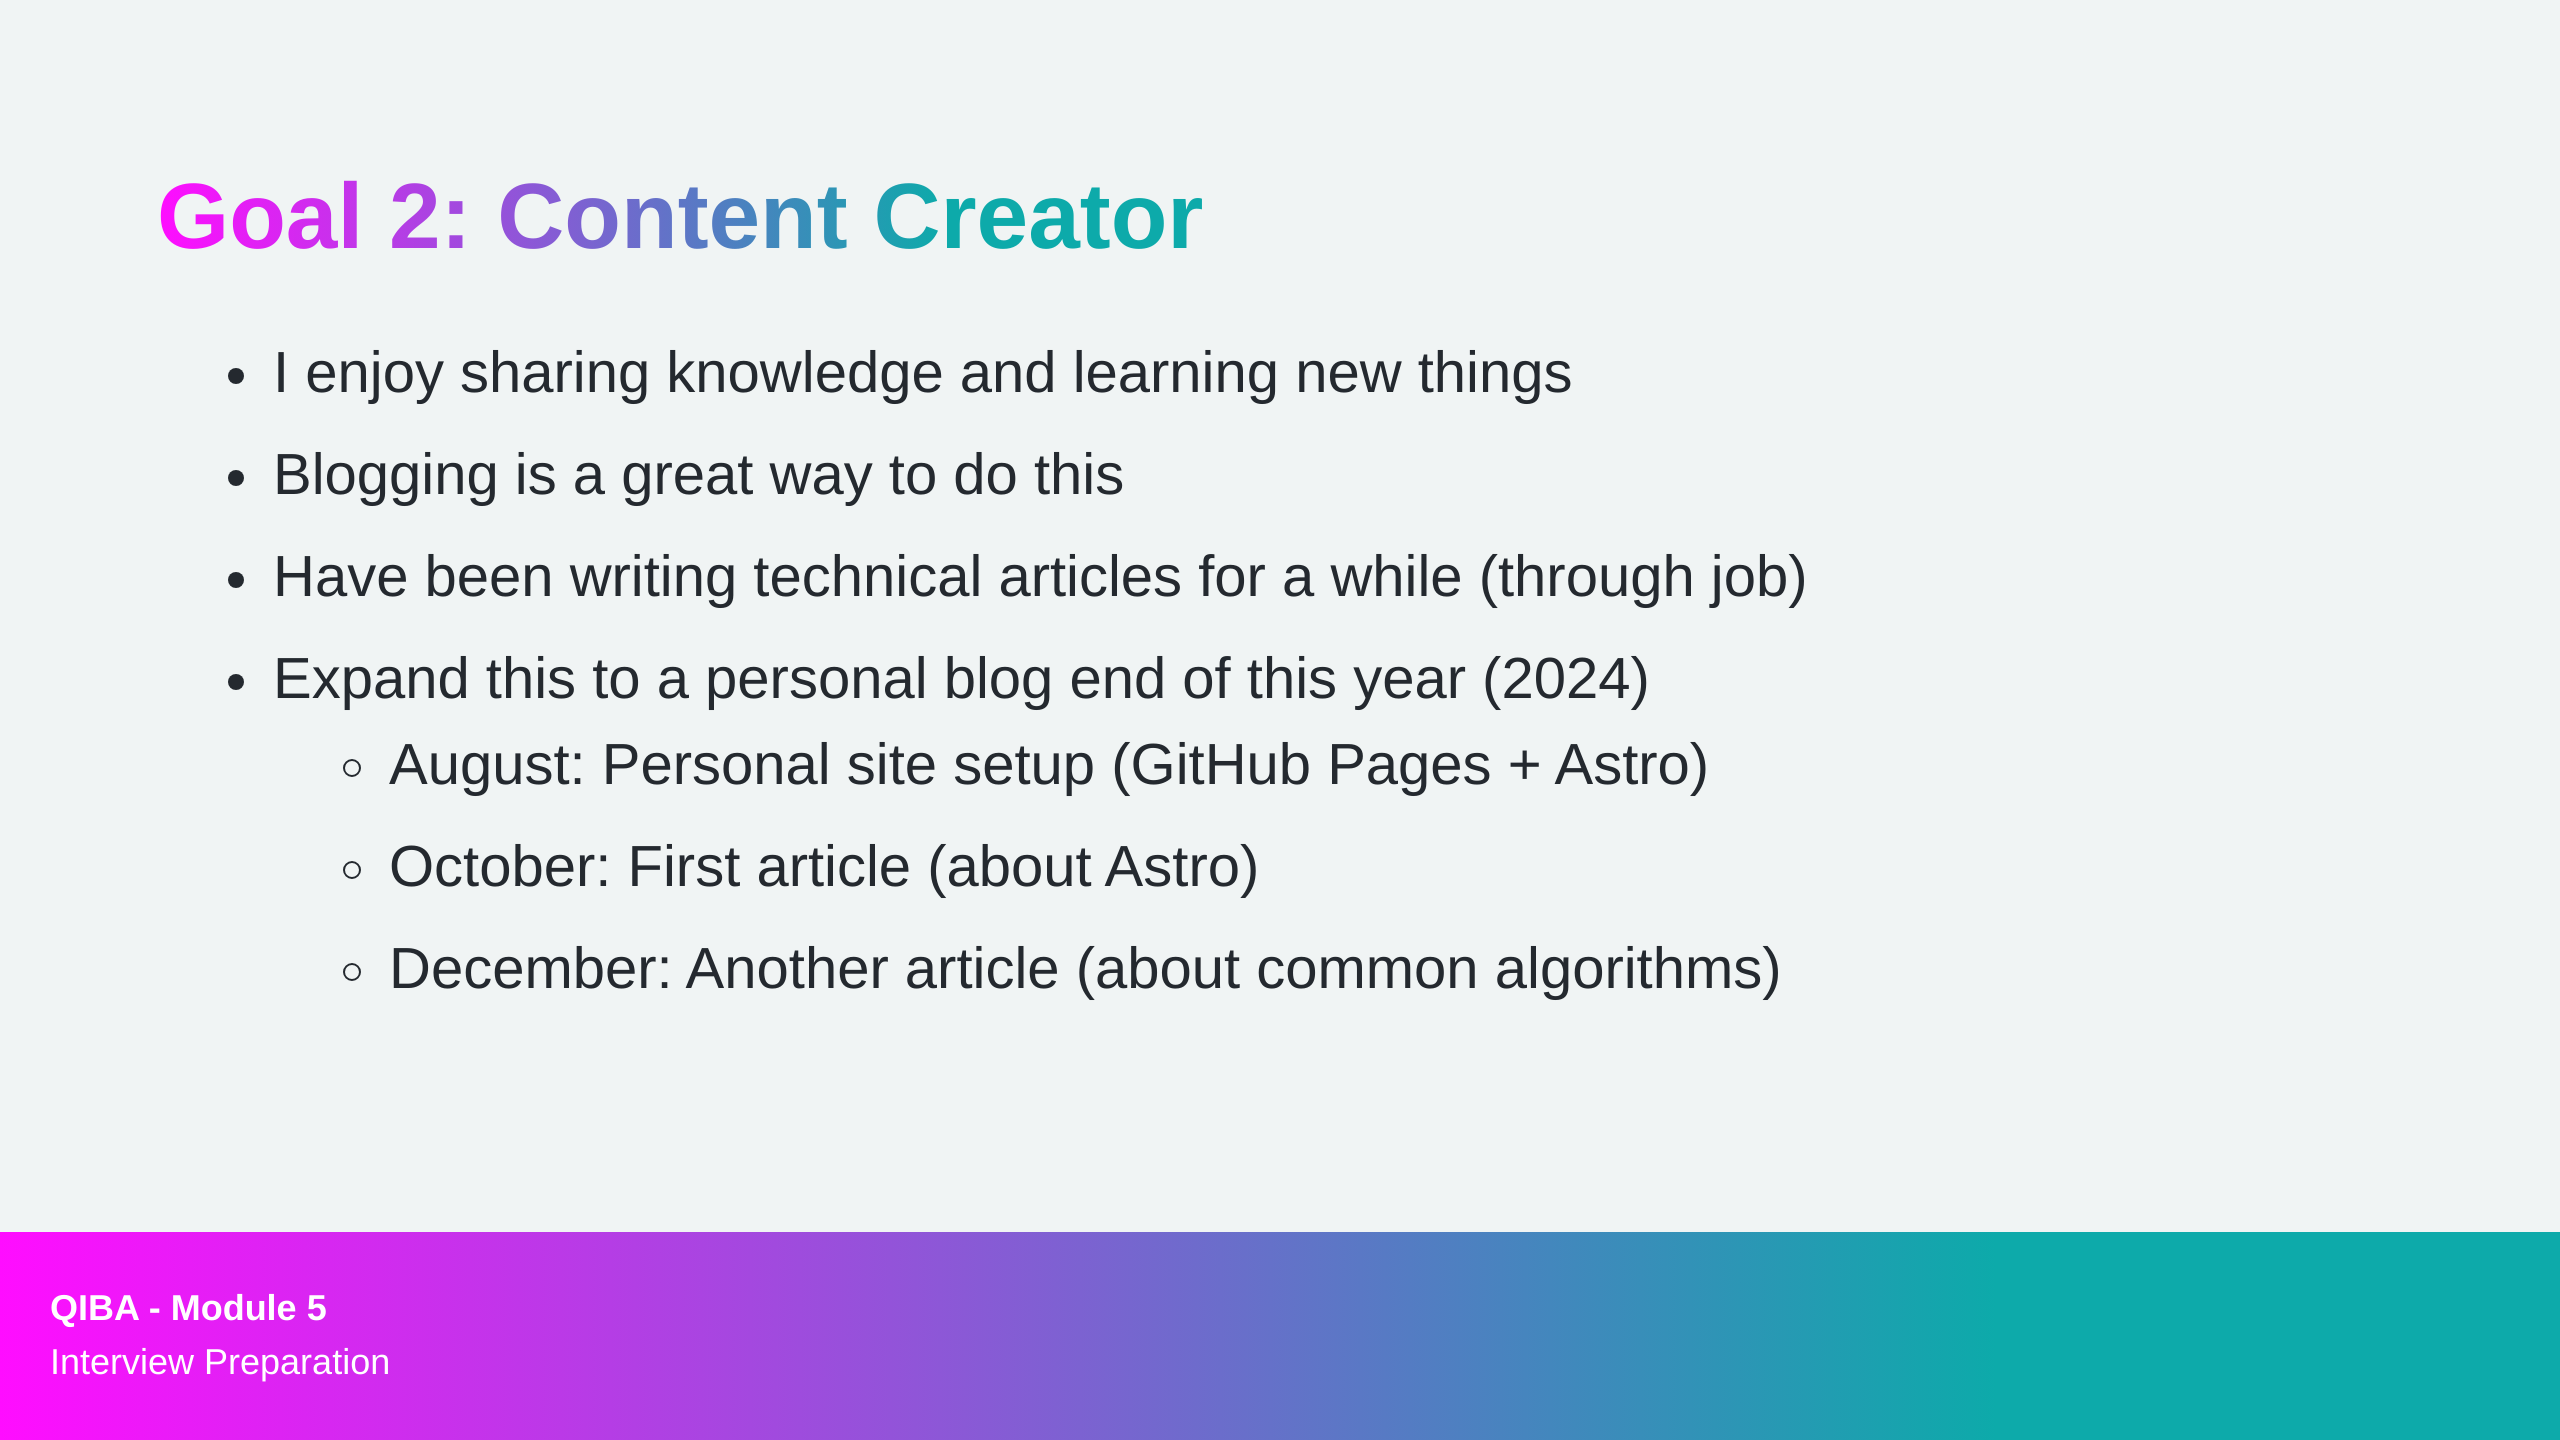 Goal 2: Content Creator
• I enjoy sharing knowledge and learning new things
• Blogging is a great way to do this
• Have been writing technical articles for a while (through job)
• Expand this to a personal blog end of this year (2024)
◦ August: Personal site setup (GitHub Pages + Astro)
◦ October: First article (about Astro)
◦ December: Another article (about common algorithms)
QIBA - Module 5
Interview Preparation